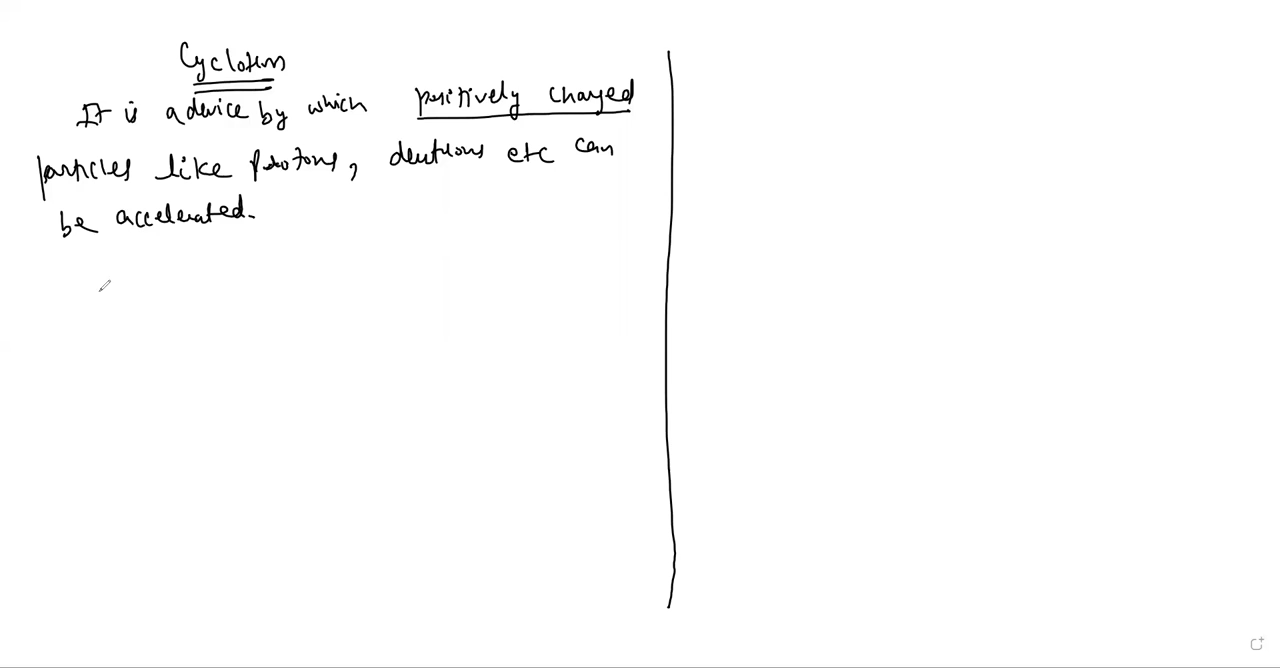 Cyclotron
It is a device by which positively charged
particles like protons, deutrons etc can
be accelerated.